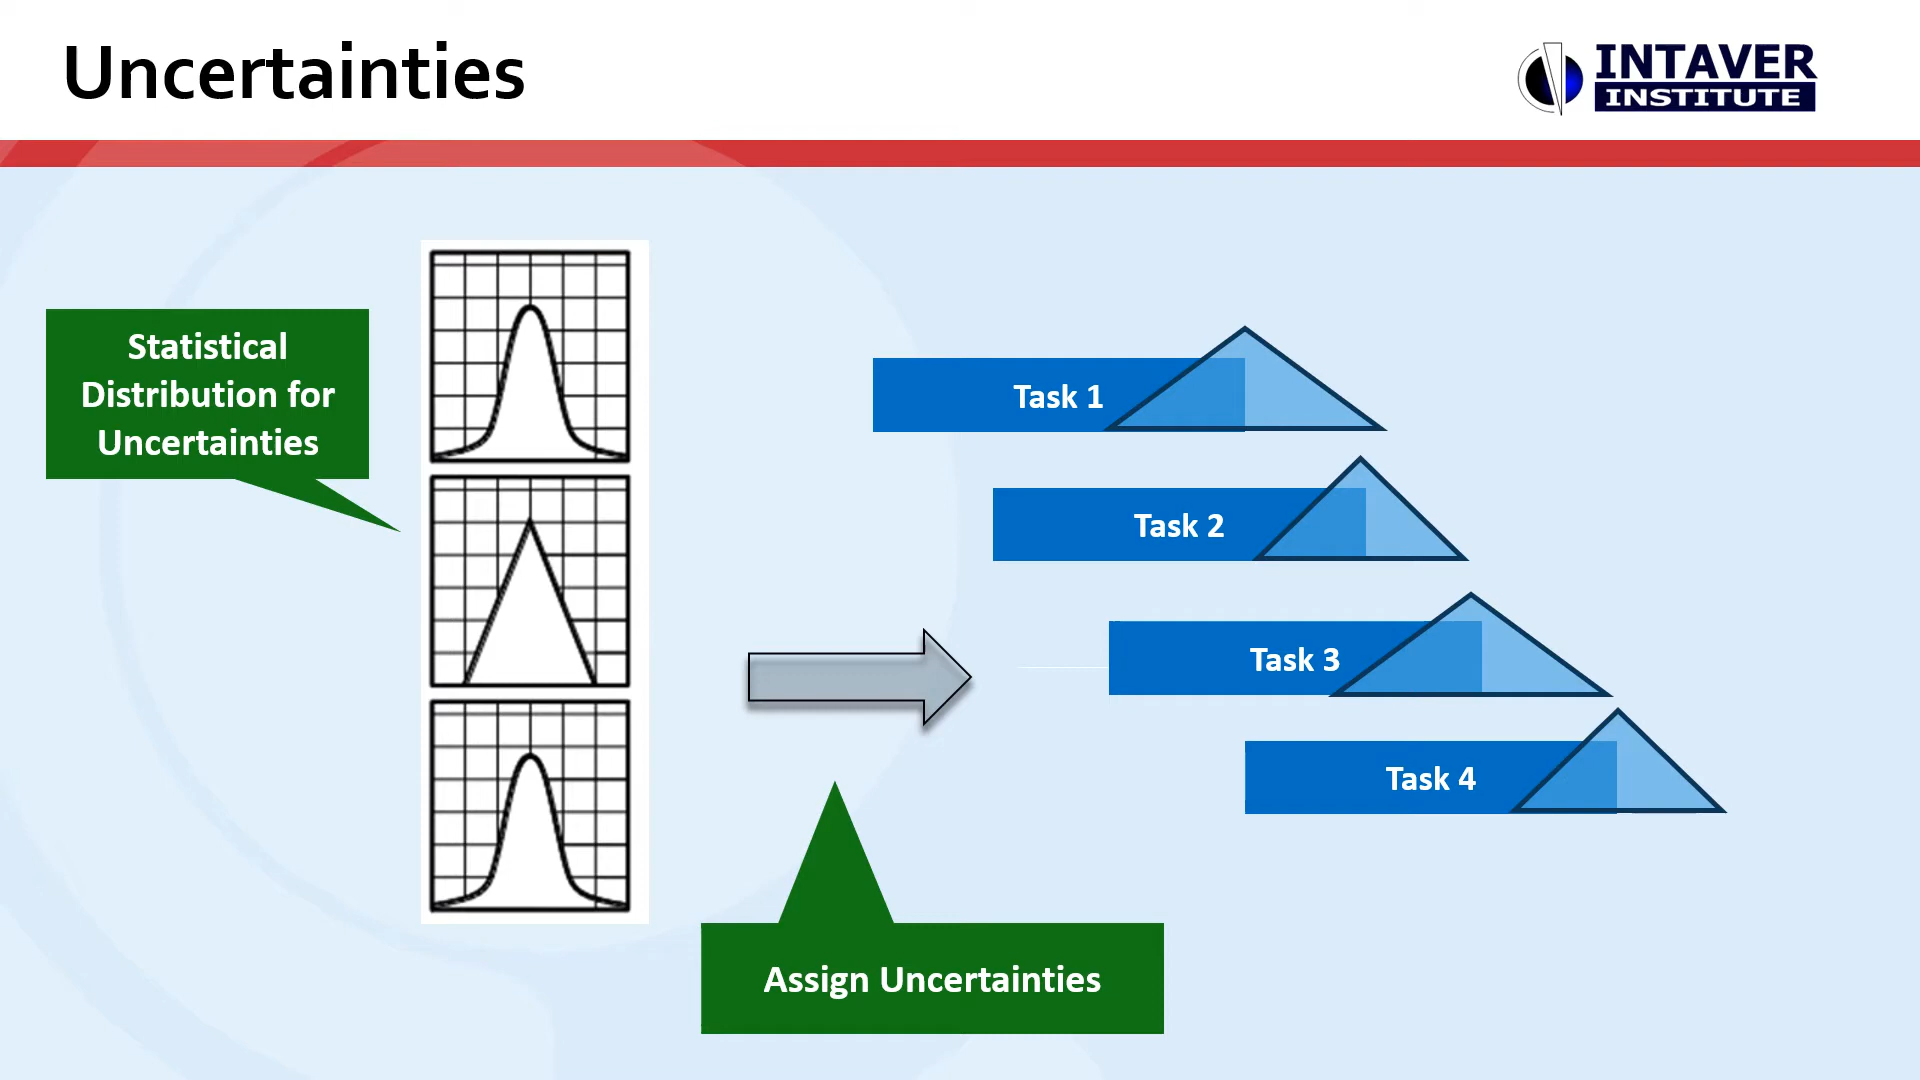 Uncertainties
INTAVER
INSTITUTE
Statistical
Distribution for
Uncertainties
Task 1
Task 2
Task 3
Task 4
Assign Uncertainties